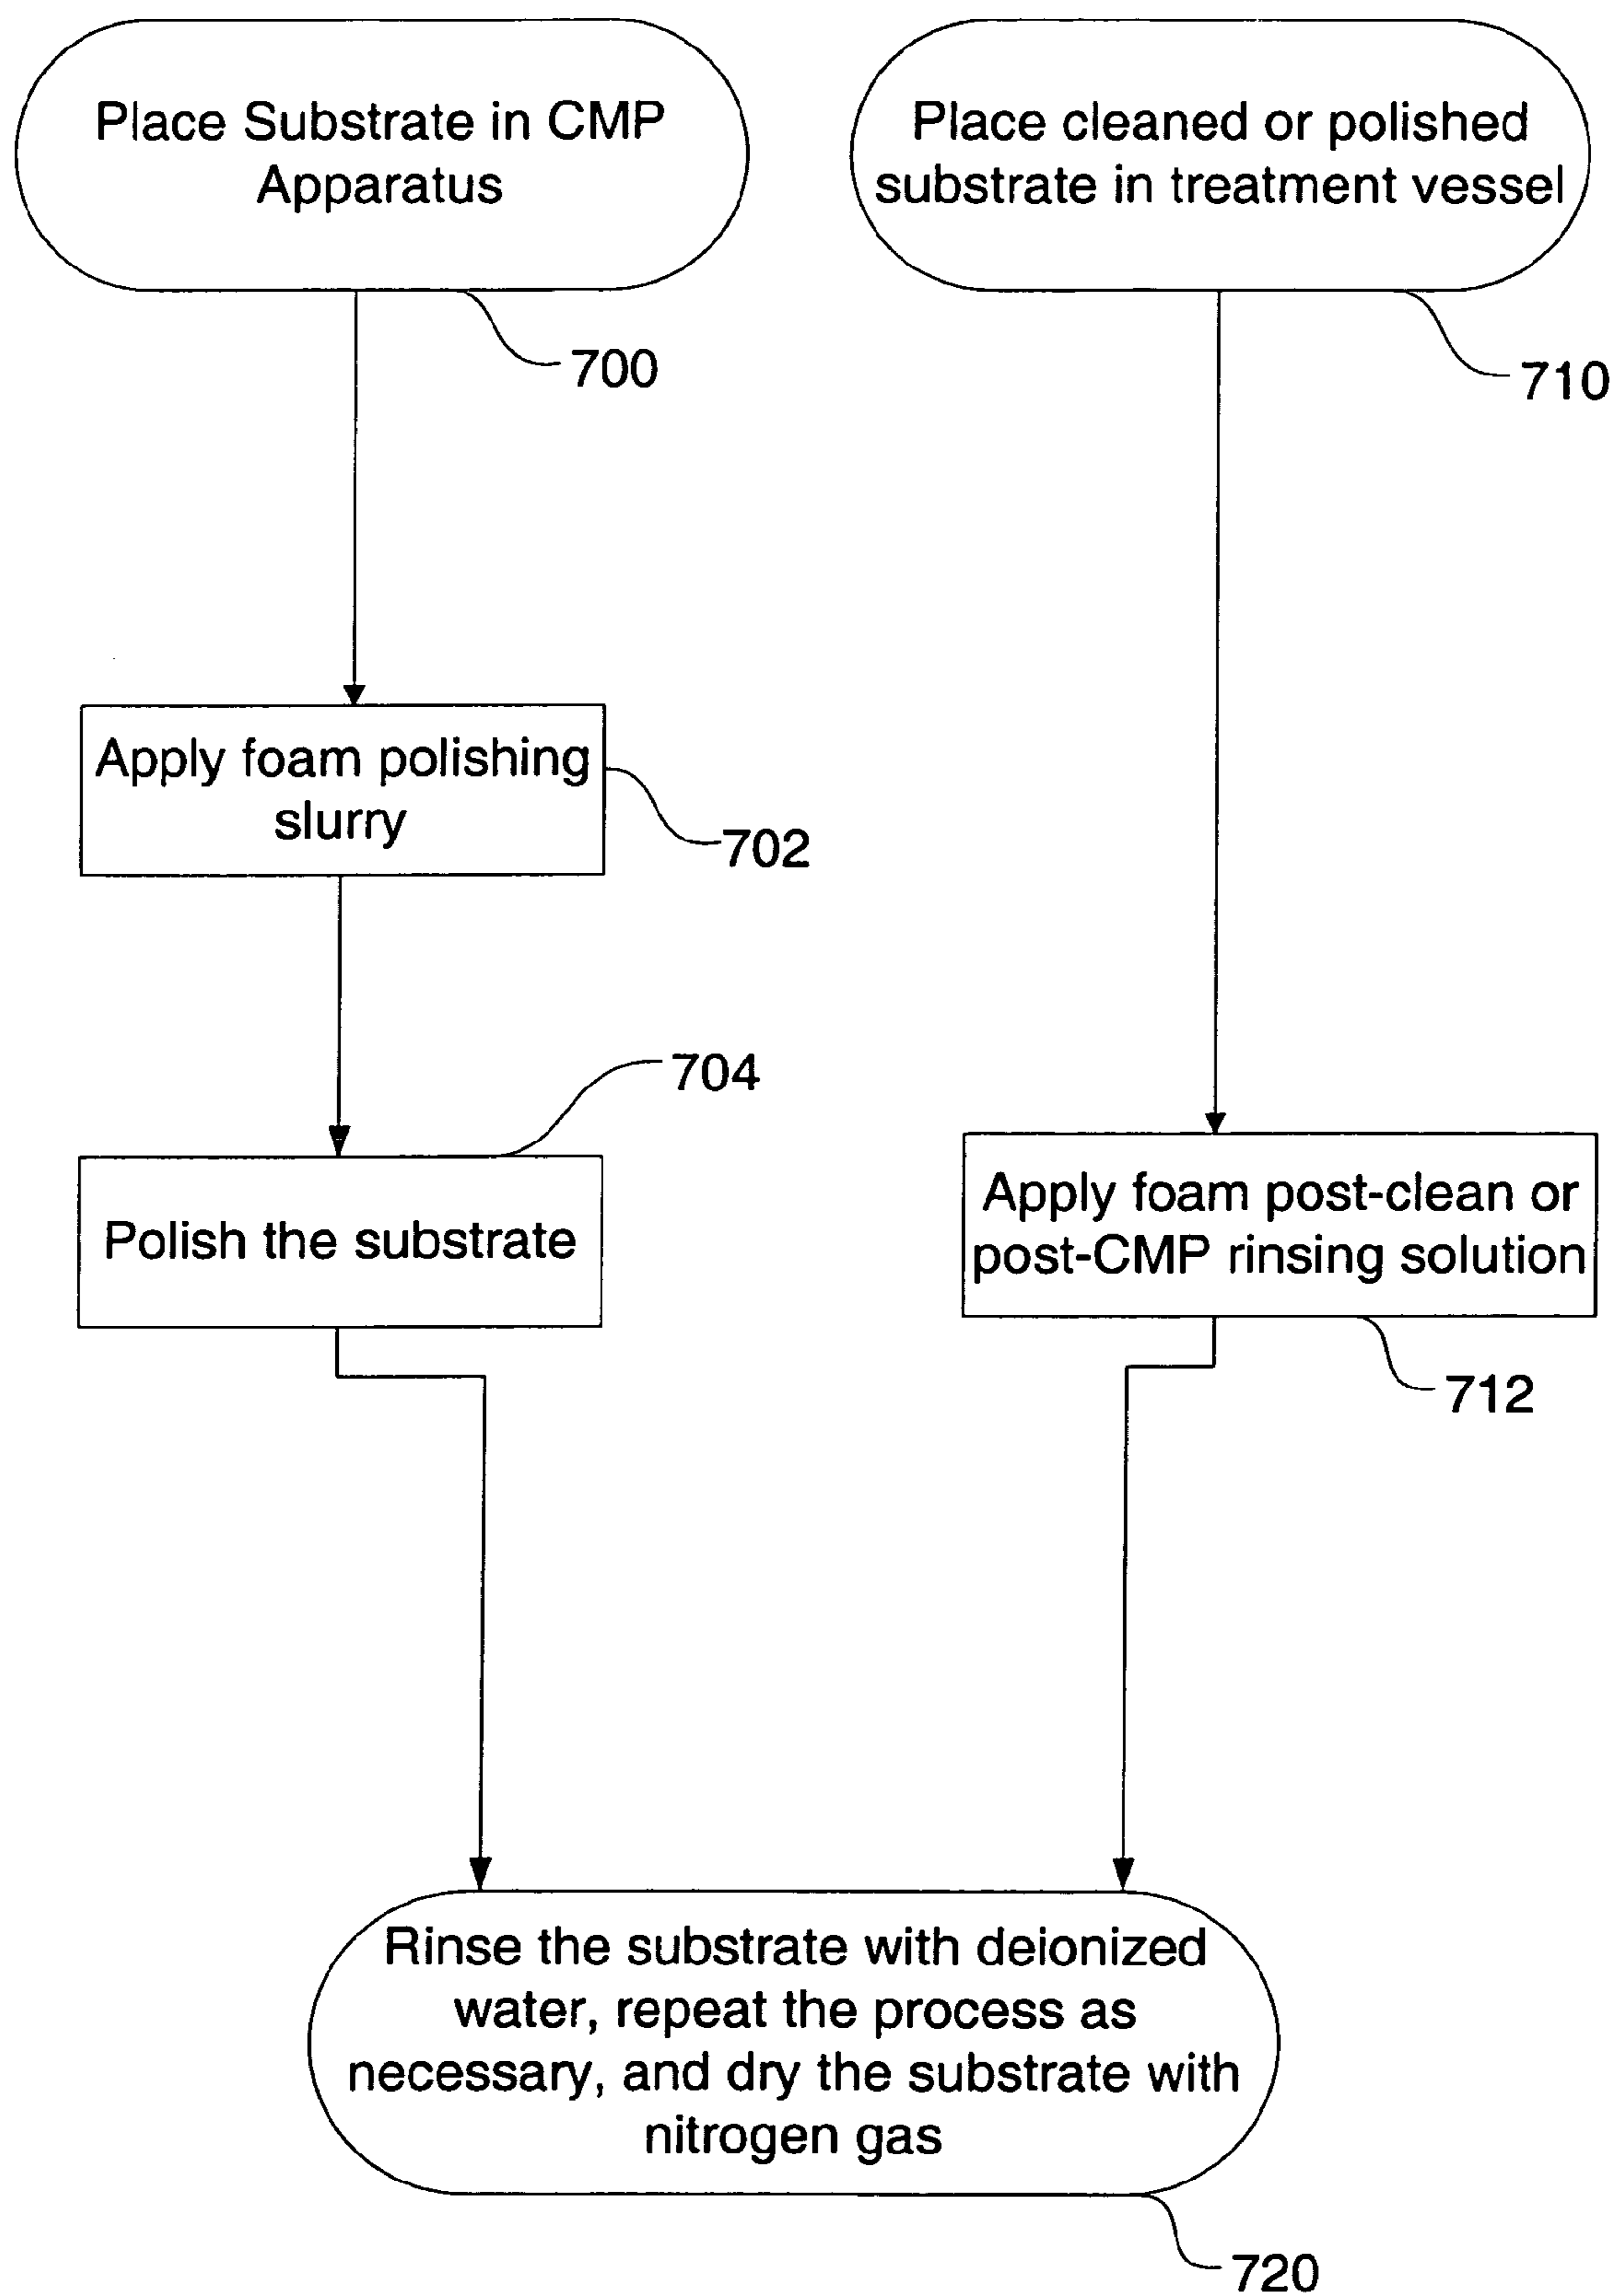 Place Substrate in CMP
Apparatus
700
Place cleaned or polished
substrate in treatment vessel
710
Apply foam polishing
slurry
702
704
Polish the substrate
Apply foam post-clean or
post-CMP rinsing solution
712
Rinse the substrate with deionized
water, repeat the process as
necessary, and dry the substrate with
nitrogen gas
720